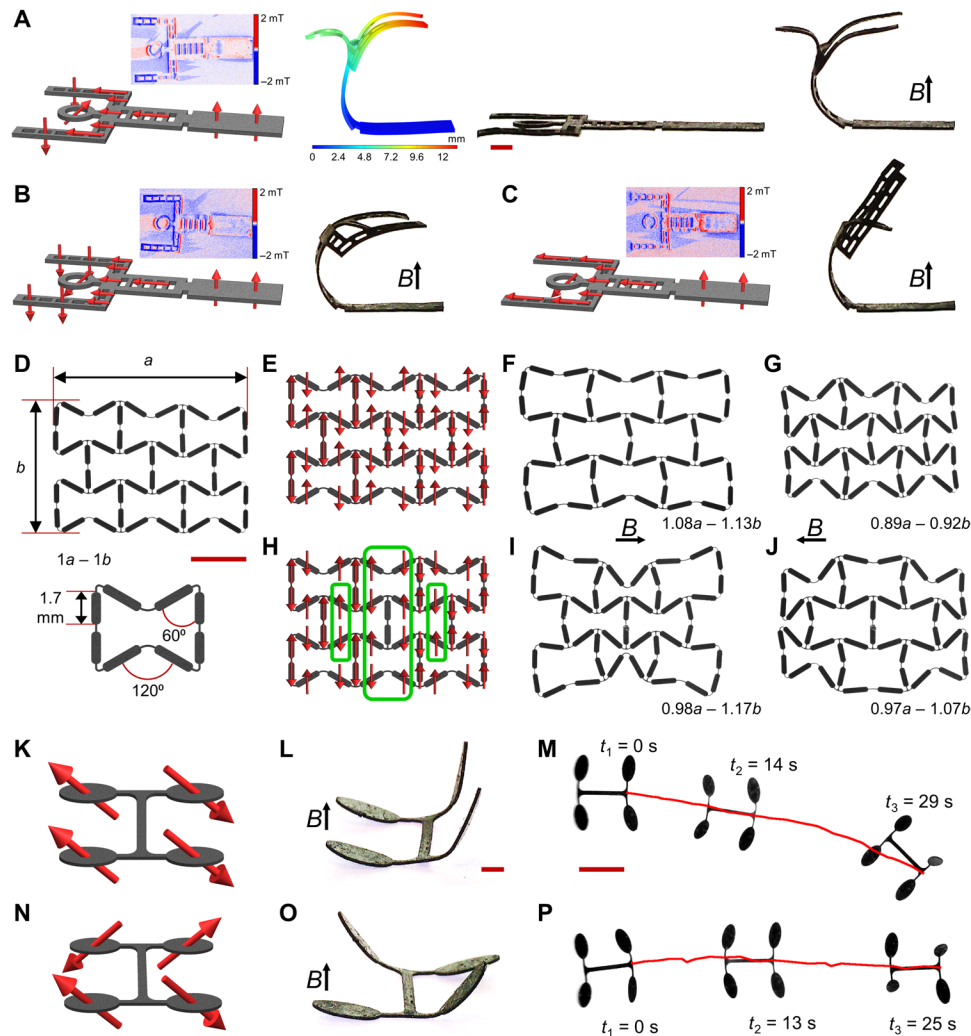 A
2 mT
−2 mT
mm
0 2.4 4.8 7.2 9.6 12
B
B
2 mT
−2 mT
B
C
2 mT
−2 mT
B
D
a
b
1a – 1b
1.7
mm
60º
120º
E
F
1.08a – 1.13b
G
0.89a – 0.92b
H
I
B
0.98a – 1.17b
J
B
0.97a – 1.07b
K
L
B
M
t1 = 0 s
t2 = 14 s
t3 = 29 s
N
O
B
P
t1 = 0 s
t2 = 13 s
t3 = 25 s